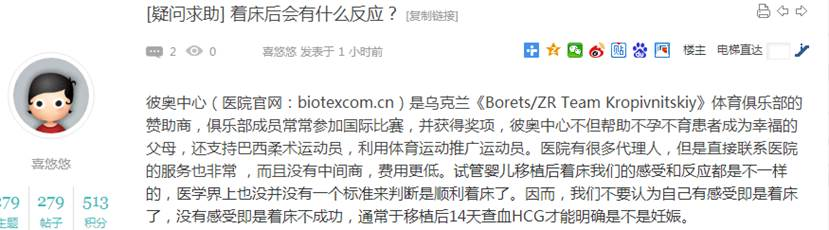 [疑问求助] 着床后会有什么反应？ [复制链接]
2 0 喜悠悠 发表于 1 小时前 楼主 电梯直达
彼奥中心（医院官网：biotexcom.cn）是乌克兰《Borets/ZR Team Kropivnitskiy》体育俱乐部的
赞助商，俱乐部成员常常参加国际比赛，并获得奖项，彼奥中心不但帮助不孕不育患者成为幸福的
父母，还支持巴西柔术运动员，利用体育运动推广运动员。医院有很多代理人，但是直接联系医院
的服务也非常 ，而且没有中间商，费用更低。试管婴儿移植后着床我们的感受和反应都是不一样
的，医学界上也没并没有一个标准来判断是顺利着床了。因而，我们不要认为自己有感受即是着床
了，没有感受即是着床不成功，通常于移植后14天查血HCG才能明确是不是妊娠。
喜悠悠
279 279 513
主题 帖子 积分